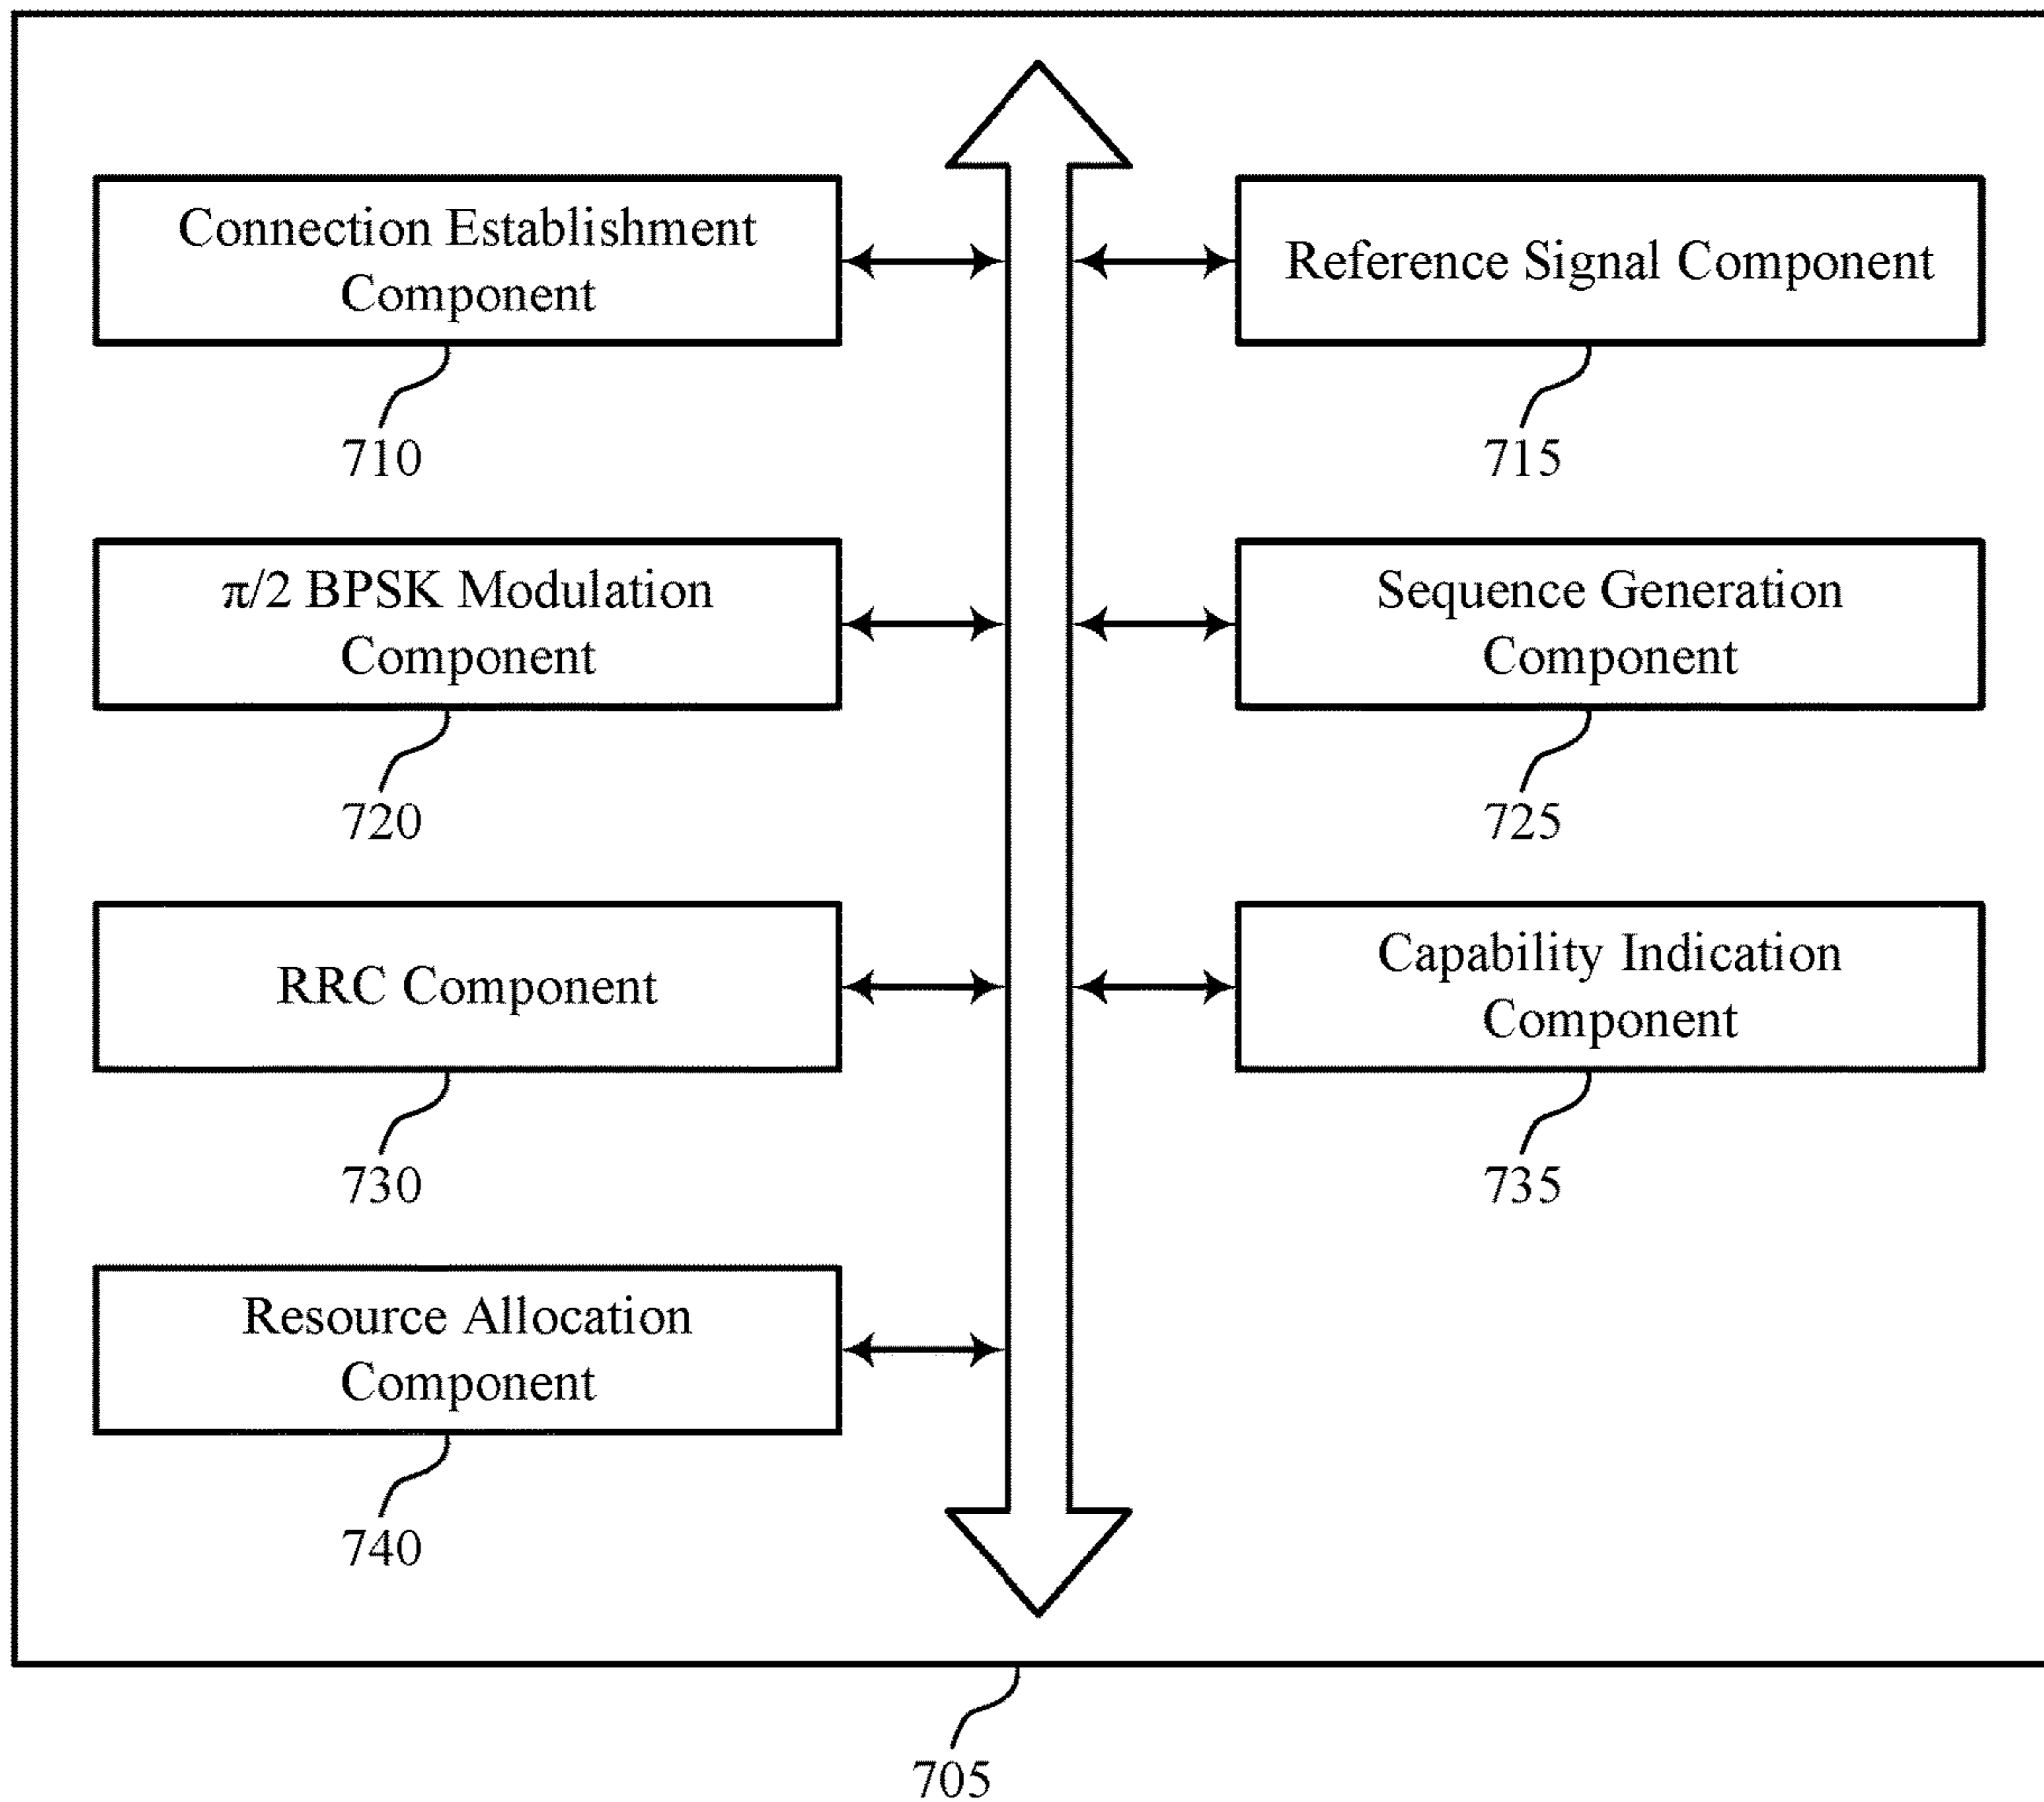 Connection Establishment
Component
710
Reference Signal Component
715
π/2 BPSK Modulation
Component
720
Sequence Generation
Component
725
RRC Component
730
Capability Indication
Component
735
Resource Allocation
Component
740
705